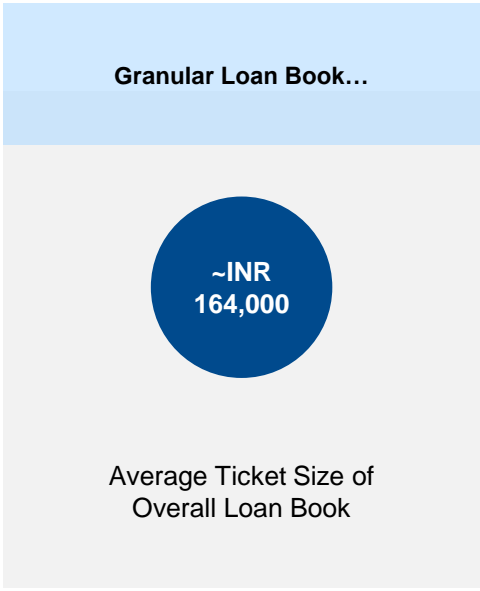 Granular Loan Book…
~INR
164,000
Average Ticket Size of
Overall Loan Book